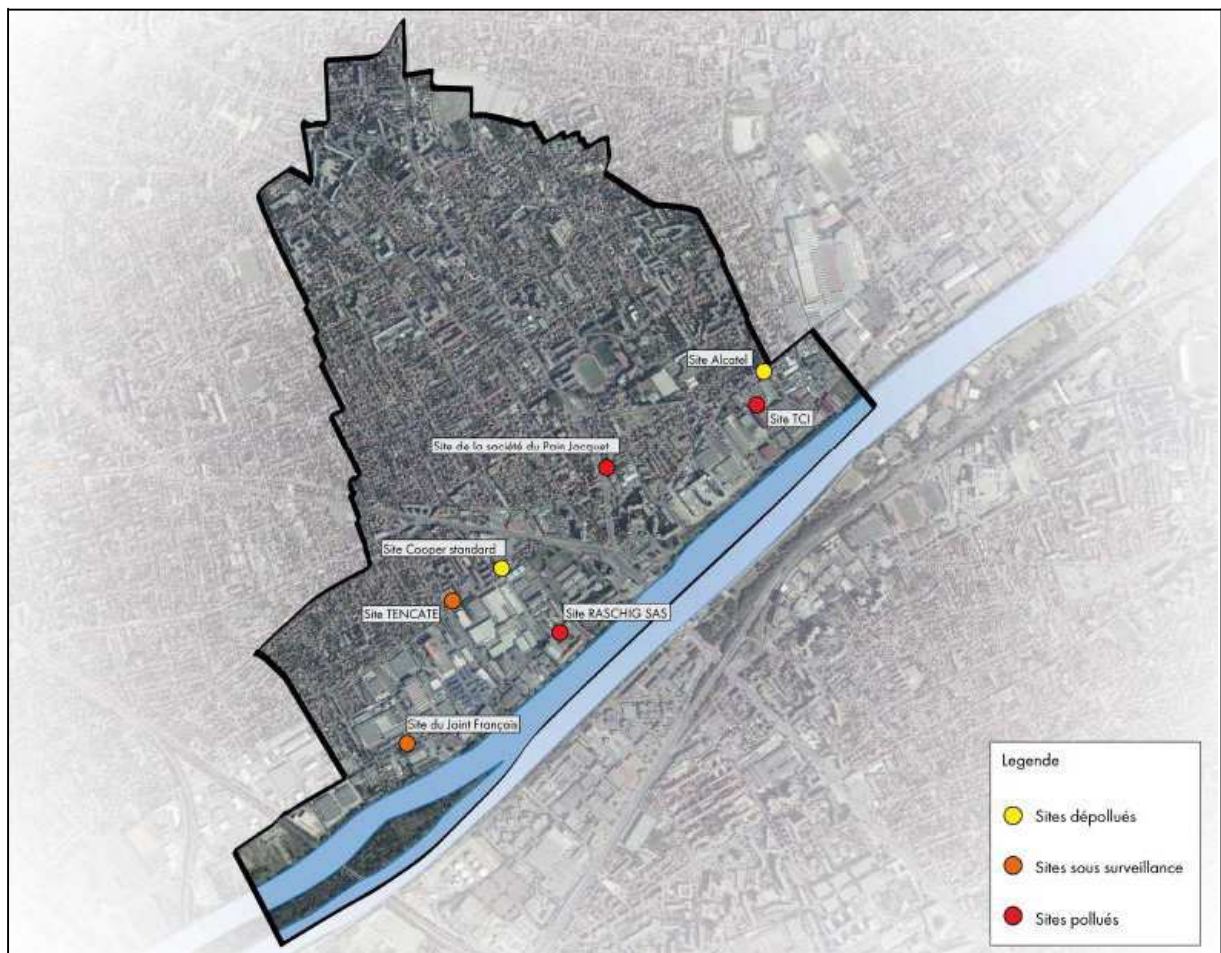 Site Alcatel
Site TCI
Site de la société du Pain Jacquet
Site Cooper standard
Site TENCATE
Site RASCHIG SAS
Site du Joint Français
Legende
Sites dépollués
Sites sous surveillance
Sites pollués